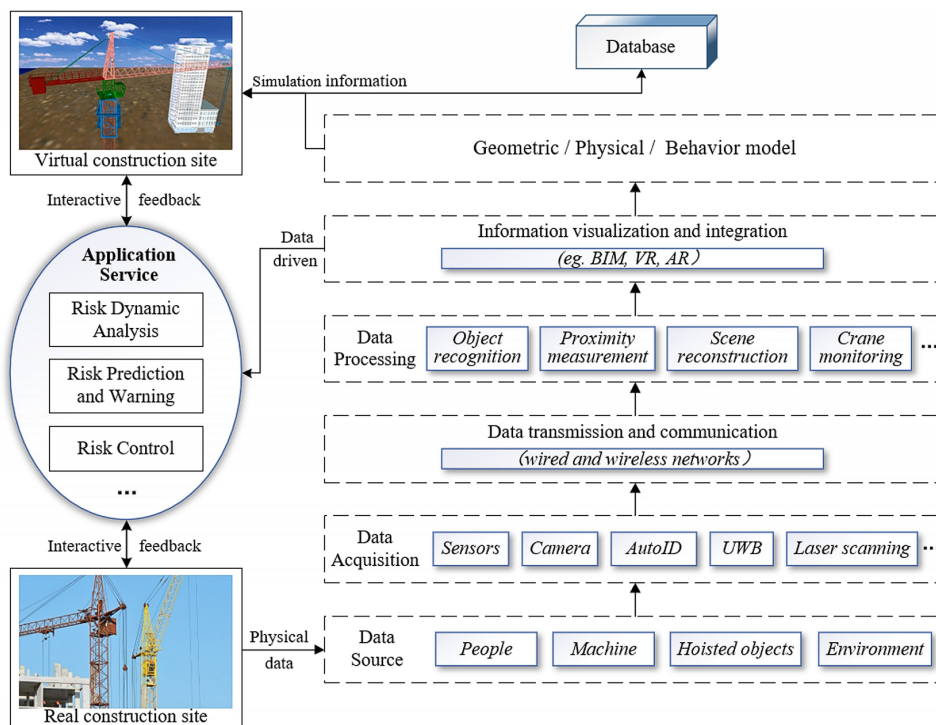 Database
Simulation information
Virtual construction site
Geometric / Physical / Behavior model
Interactive feedback
Information visualization and integration
(eg. BIM, VR, AR)
Data
driven
Application
Service
Risk Dynamic
Analysis
Risk Prediction
and Warning
Risk Control
...
Data
Processing
Object
recognition
Proximity
measurement
Scene
reconstruction
Crane
monitoring
...
Data transmission and communication
(wired and wireless networks)
Interactive feedback
Data
Acquisition
Sensors
Camera
AutoID
UWB
Laser scanning
...
Real construction site
Physical
data
Data
Source
People
Machine
Hoisted objects
Environment